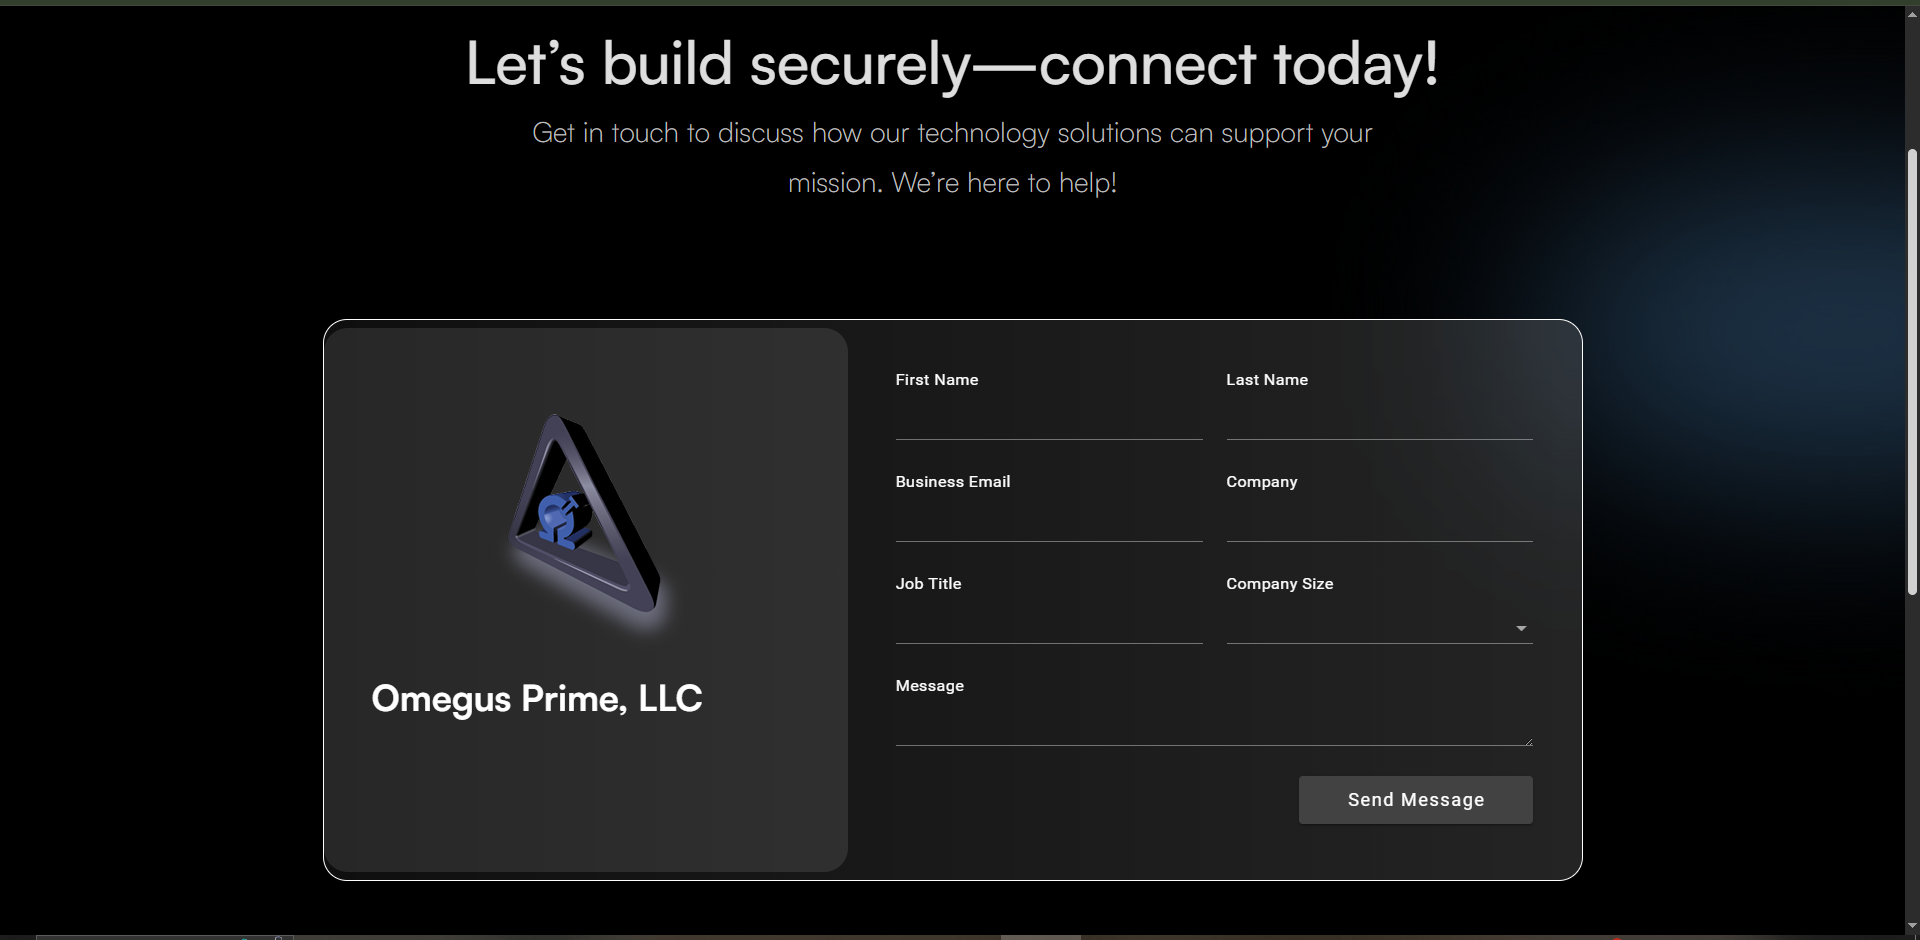 Let’s build securely—connect today!
Get in touch to discuss how our technology solutions can support your
mission. We’re here to help!
First Name
Last Name
Business Email
Company
Job Title
Company Size
Message
Send Message
Omegus Prime, LLC